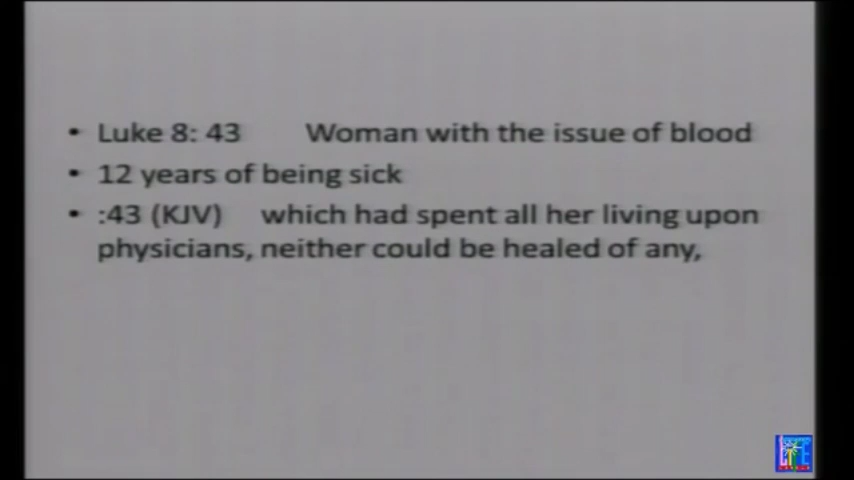 • Luke 8: 43 Woman with the issue of blood
• 12 years of being sick
• :43 (KJV) which had spent all her living upon
physicians, neither could be healed of any,
LIFE